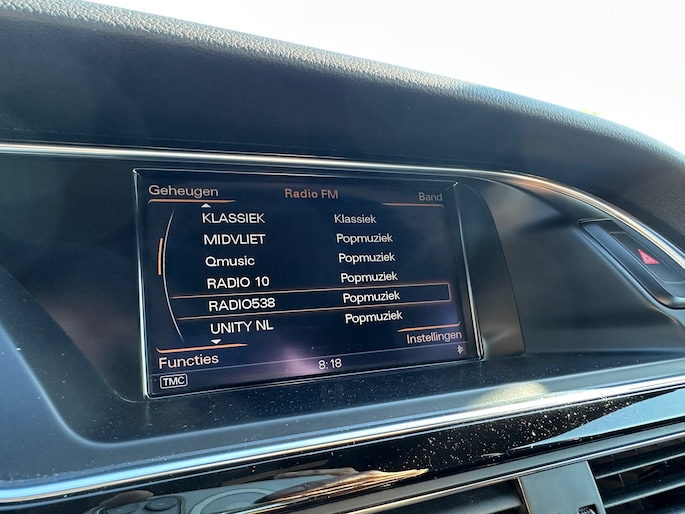 Geheugen Radio FM Band
KLASSIEK Klassiek
MIDVLIET Popmuziek
Qmusic Popmuziek
RADIO 10 Popmuziek
RADIO538 Popmuziek
UNITY NL Popmuziek
Functies Instellingen
TMC 8:18